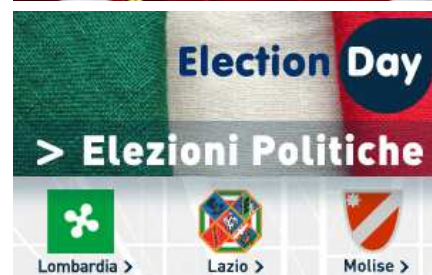 Election Day
> Elezioni Politiche
Lombardia >
Lazio >
Molise >